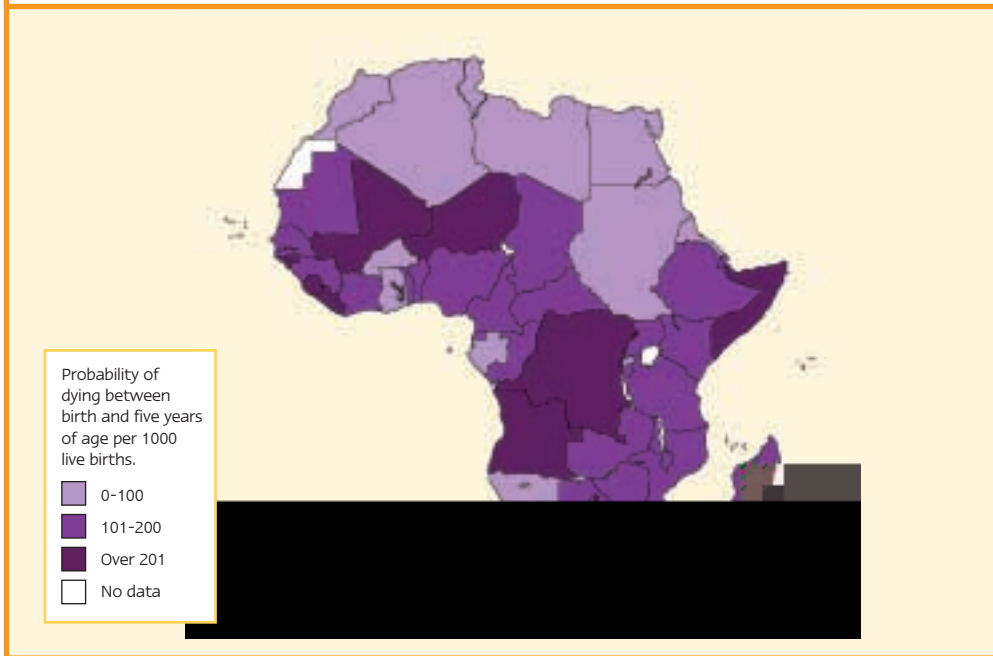 Probability of
dying between
birth and five years
of age per 1000
live births.
0-100
101-200
Over 201
No data